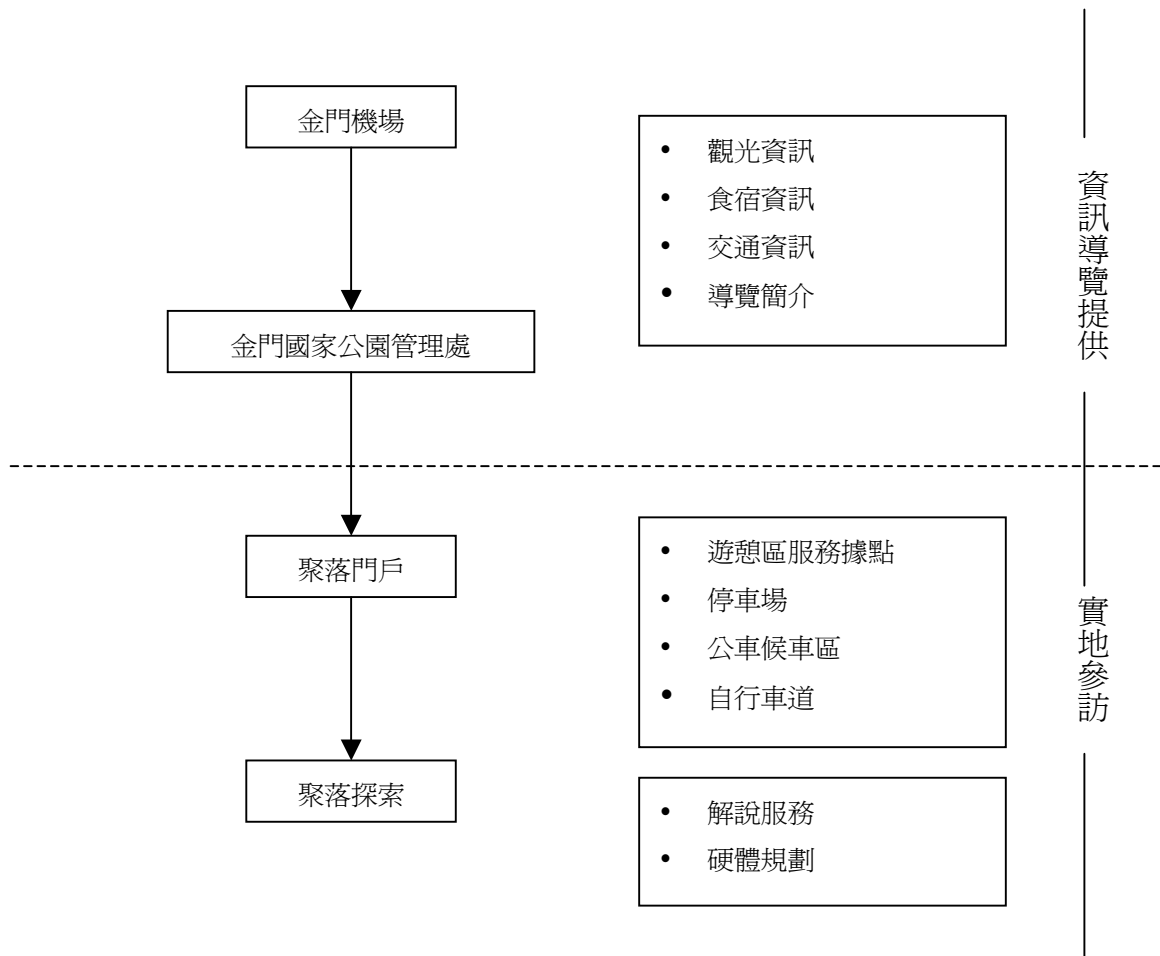 金門機場
• 觀光資訊
• 食宿資訊
• 交通資訊
• 導覽簡介
金門國家公園管理處
資訊導覽提供
聚落門戶
• 遊憩區服務據點
• 停車場
• 公車候車區
• 自行車道
實地參訪
聚落探索
• 解說服務
• 硬體規劃